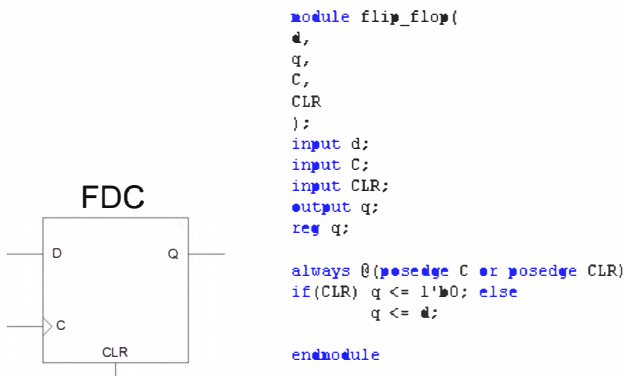 FDC
D
Q
C
CLR
module flip_flop(
d,
q,
C,
CLR
);
input d;
input C;
input CLR;
output q;
reg q;
always @(posedge C or posedge CLR)
if(CLR) q <= 1'b0; else
q <= d;
endmodule